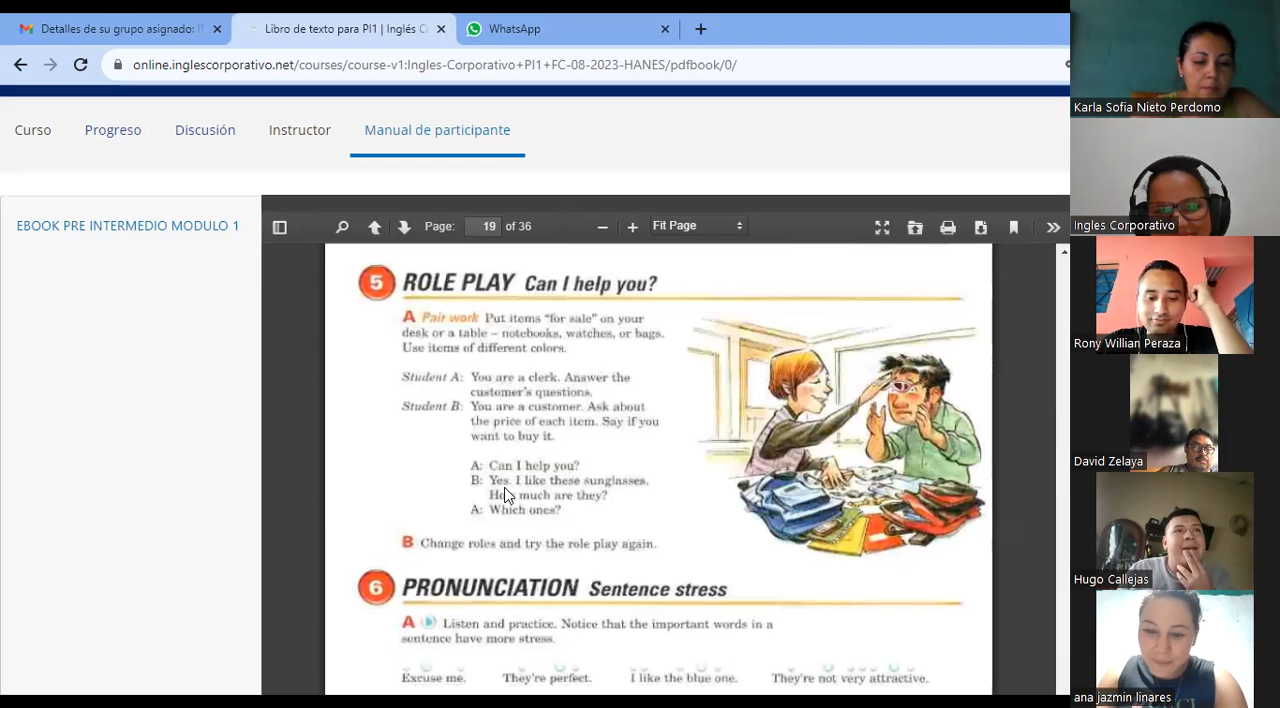 Detalles de su grupo asignado: I
Libro de texto para PI1 | Inglés C
WhatsApp
online.inglescorporativo.net/courses/course-v1:Ingles-Corporativo+PI1+FC-08-2023-HANES/pdfbook/0/
Curso
Progreso
Discusión
Instructor
Manual de participante
EBOOK PRE INTERMEDIO MODULO 1
Page: 19 of 36
Fit Page
5 ROLE PLAY Can I help you?
A Pair work Put items "for sale" on your
desk or a table – notebooks, watches, or bags.
Use items of different colors.
Student A: You are a clerk. Answer the
customer's questions.
Student B: You are a customer. Ask about
the price of each item. Say if you
want to buy it.
A: Can I help you?
B: Yes. I like these sunglasses.
How much are they?
A: Which ones?
B Change roles and try the role play again.
6 PRONUNCIATION Sentence stress
A Listen and practice. Notice that the important words in a
sentence have more stress.
Excuse me. They're perfect. I like the blue one. They're not very attractive.
Karla Sofia Nieto Perdomo
Ingles Corporativo
Rony Willian Peraza
David Zelaya
Hugo Callejas
ana jazmin linares